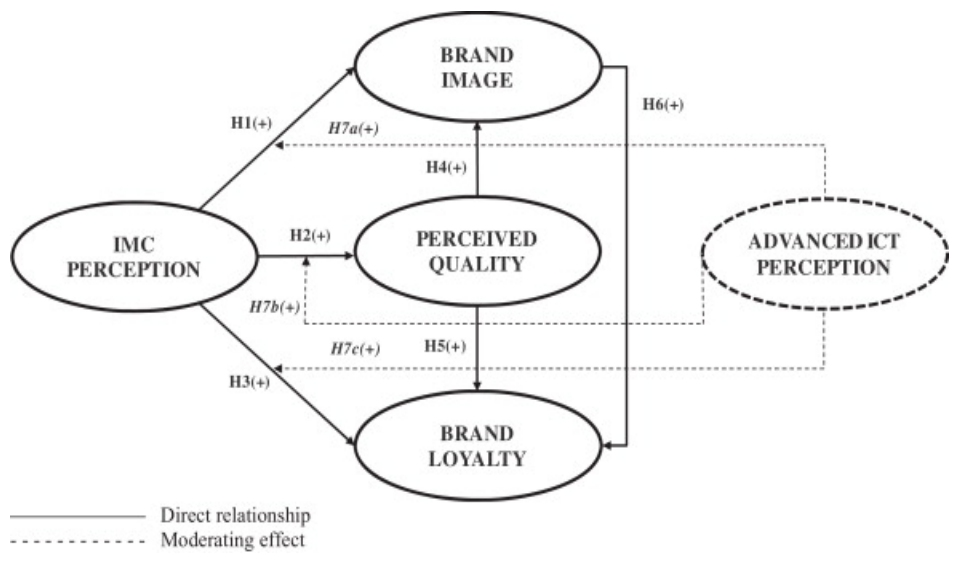 BRAND
IMAGE
H1(+)
H7a(+)
H6(+)
H4(+)
IMC
PERCEPTION
H2(+)
PERCEIVED
QUALITY
ADVANCED ICT
PERCEPTION
H7b(+)
H7c(+)
H5(+)
H3(+)
BRAND
LOYALTY
Direct relationship
Moderating effect